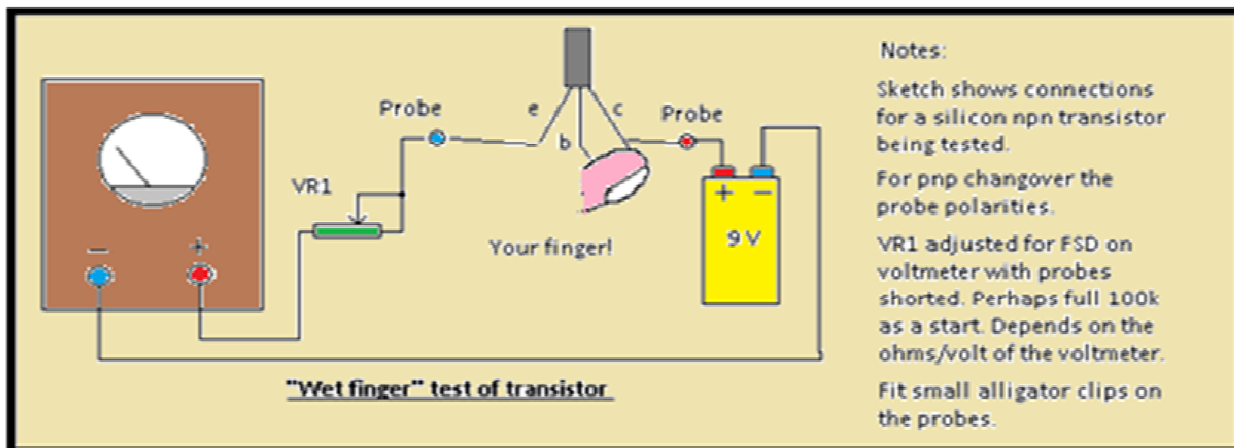 Notes:
Sketch shows connections
for a silicon npn transistor
being tested.
For pnp changover the
probe polarities.
VR1 adjusted for FSD on
voltmeter with probes
shorted. Perhaps full 100k
as a start. Depends on the
ohms/volt of the voltmeter.
Fit small alligator clips on
the probes.
Probe
e
c
Probe
b
VR1
+ −
9 V
Your finger!
− +
"Wet finger" test of transistor